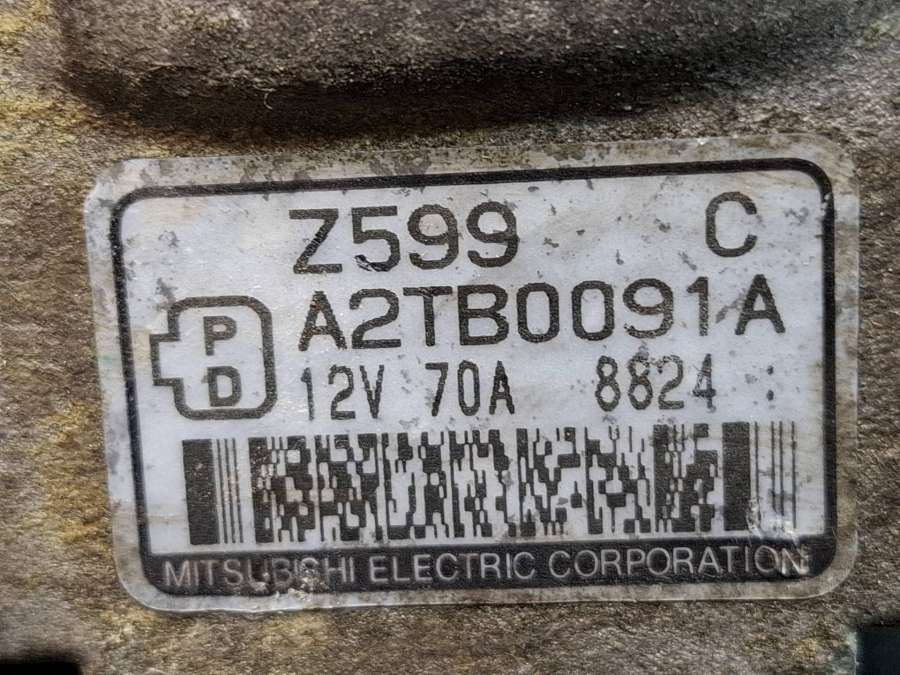 Z599 C
A2TB0091A
P
D
12V 70A 8824
MITSUBISHI ELECTRIC CORPORATION